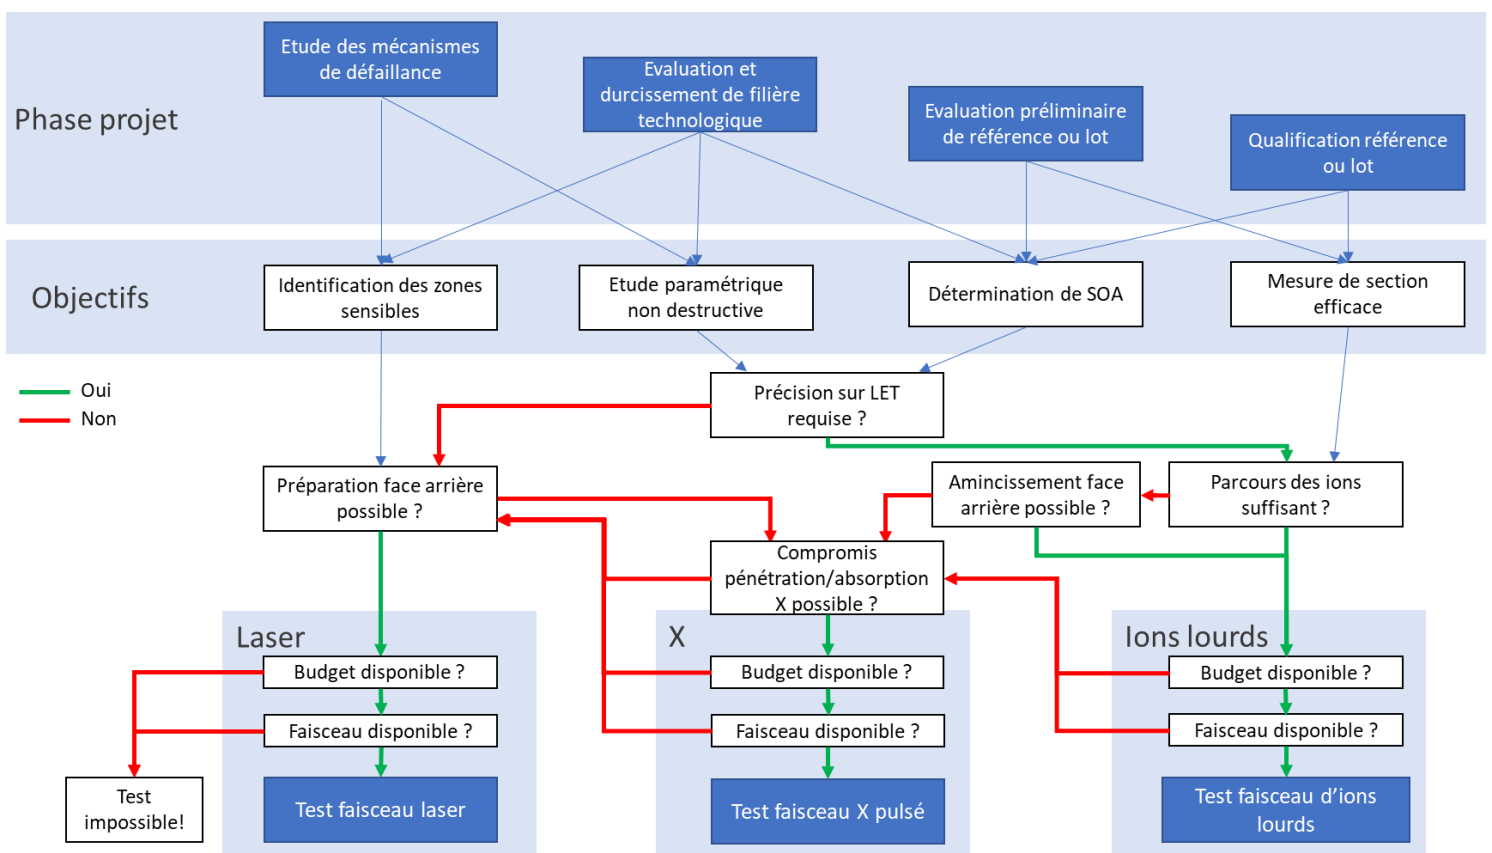 Phase projet
Etude des mécanismes
de défaillance
Evaluation et
durcissement de filière
technologique
Evaluation préliminaire
de référence ou lot
Qualification référence
ou lot
Objectifs
Identification des zones
sensibles
Etude paramétrique
non destructive
Détermination de SOA
Mesure de section
efficace
Oui
Non
Précision sur LET
requise ?
Préparation face arrière
possible ?
Amincissement face
arrière possible ?
Parcours des ions
suffisant ?
Compromis
pénétration/absorption
X possible ?
Laser
Budget disponible ?
Faisceau disponible ?
Test faisceau laser
Test
impossible!
X
Budget disponible ?
Faisceau disponible ?
Test faisceau X pulsé
Ions lourds
Budget disponible ?
Faisceau disponible ?
Test faisceau d’ions
lourds